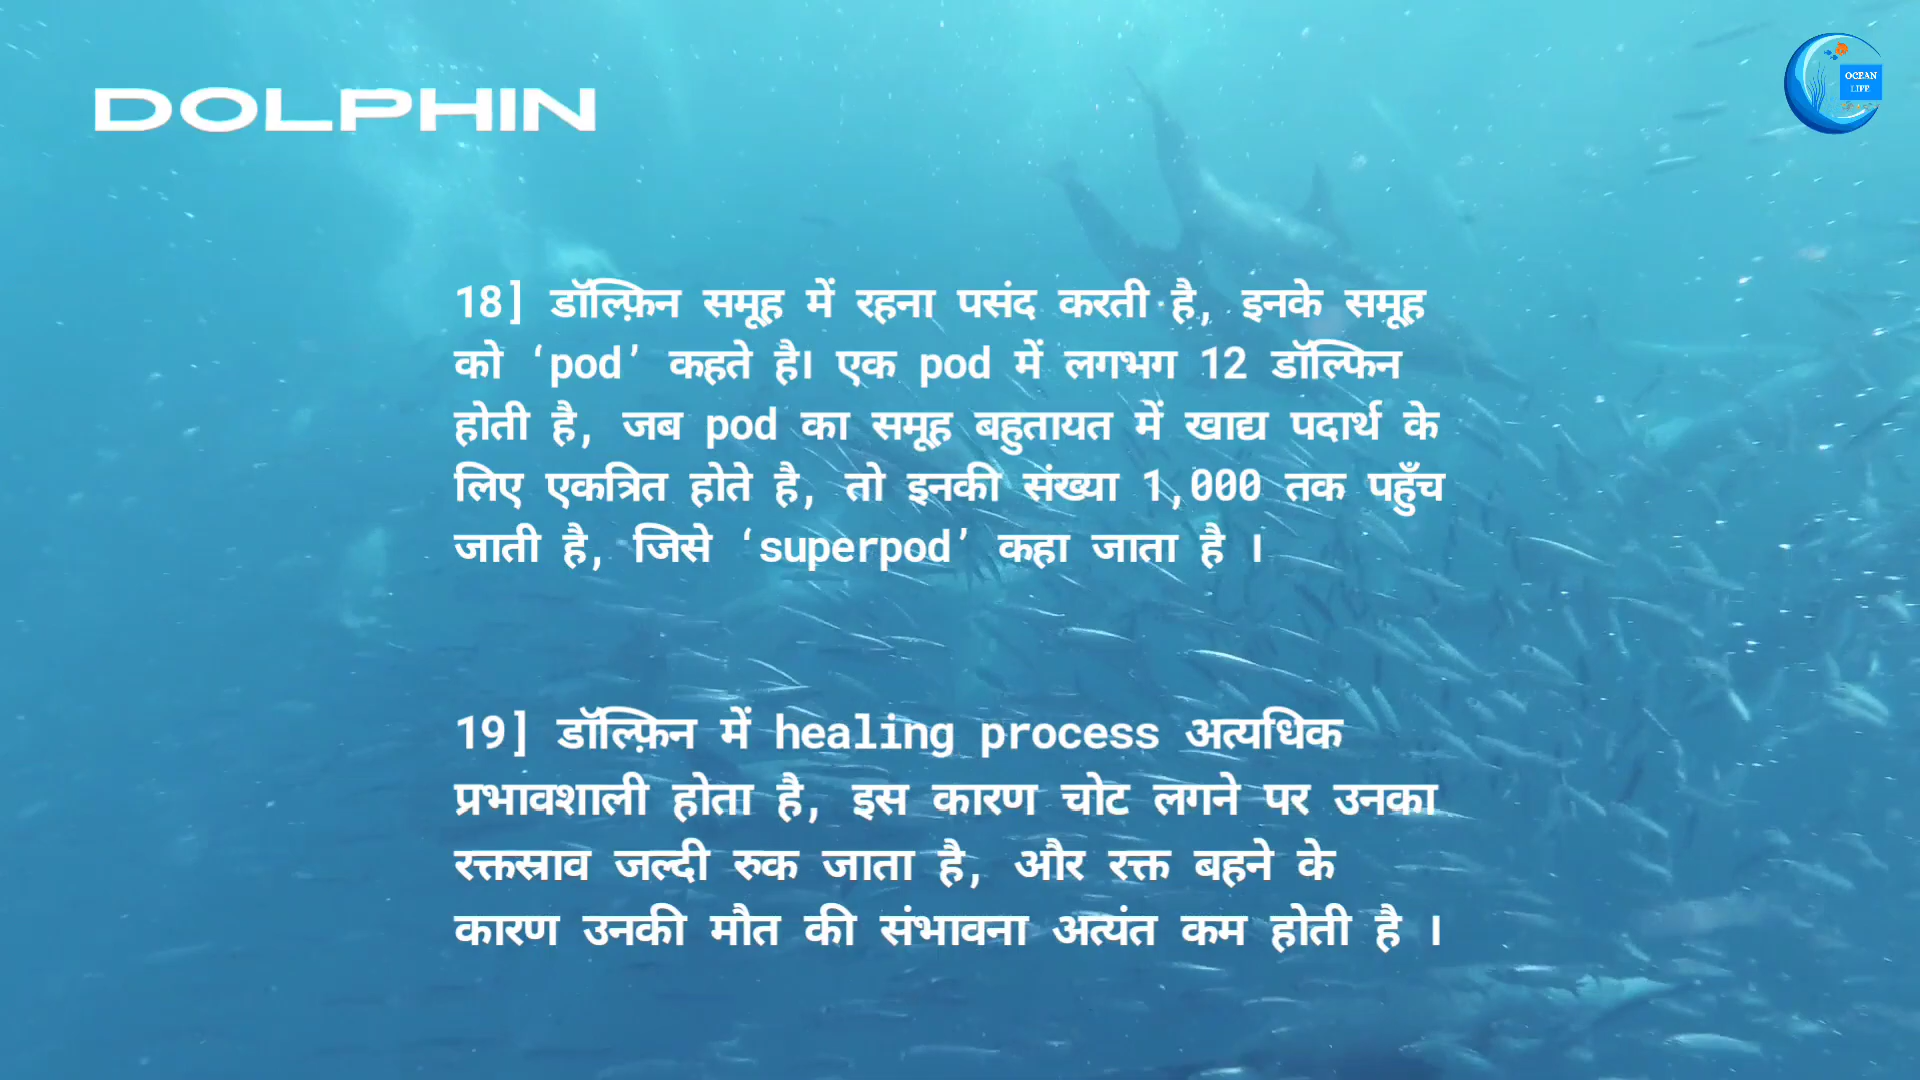 DOLPHIN
OCEAN
LIFE
18] डॉल्फ़िन समूह में रहना पसंद करती है, इनके समूह
को ‘pod’ कहते है। एक pod में लगभग 12 डॉल्फिन
होती है, जब pod का समूह बहुतायत में खाद्य पदार्थ के
लिए एकत्रित होते है, तो इनकी संख्या 1,000 तक पहुँच
जाती है, जिसे ‘superpod’ कहा जाता है ।
19] डॉल्फ़िन में healing process अत्यधिक
प्रभावशाली होता है, इस कारण चोट लगने पर उनका
रक्तस्राव जल्दी रुक जाता है, और रक्त बहने के
कारण उनकी मौत की संभावना अत्यंत कम होती है ।